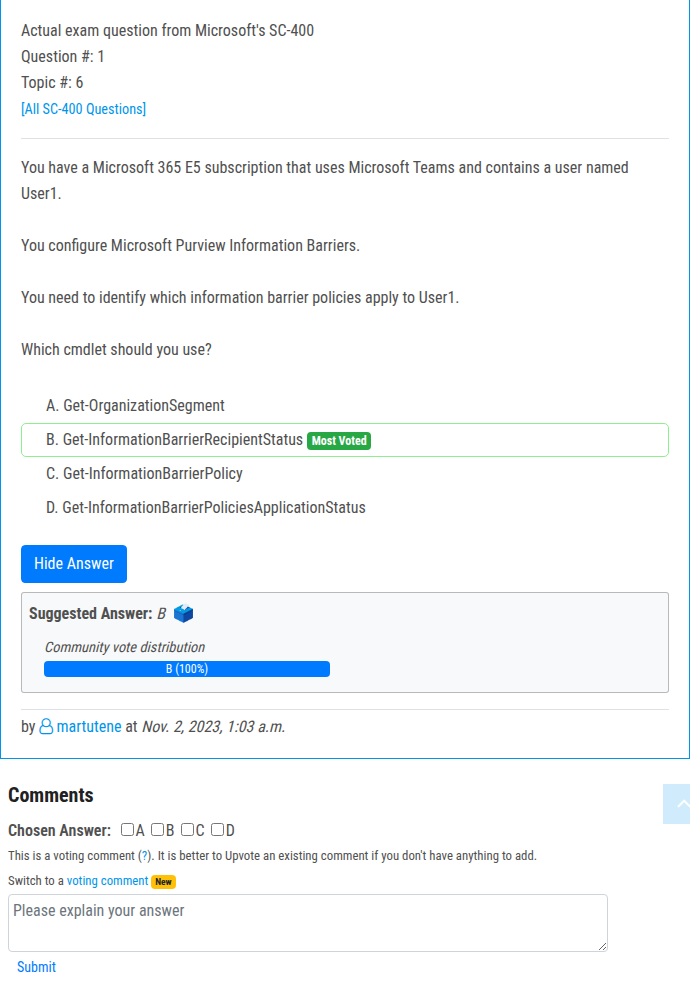 Actual exam question from Microsoft's SC-400
Question #: 1
Topic #: 6
[All SC-400 Questions]
You have a Microsoft 365 E5 subscription that uses Microsoft Teams and contains a user named
User1.
You configure Microsoft Purview Information Barriers.
You need to identify which information barrier policies apply to User1.
Which cmdlet should you use?
A. Get-OrganizationSegment
B. Get-InformationBarrierRecipientStatus Most Voted
C. Get-InformationBarrierPolicy
D. Get-InformationBarrierPoliciesApplicationStatus
Hide Answer
Suggested Answer: B
Community vote distribution
B (100%)
by martutene at Nov. 2, 2023, 1:03 a.m.
Comments
Chosen Answer: A B C D
This is a voting comment (?). It is better to Upvote an existing comment if you don't have anything to add.
Switch to a voting comment New
Please explain your answer
Submit